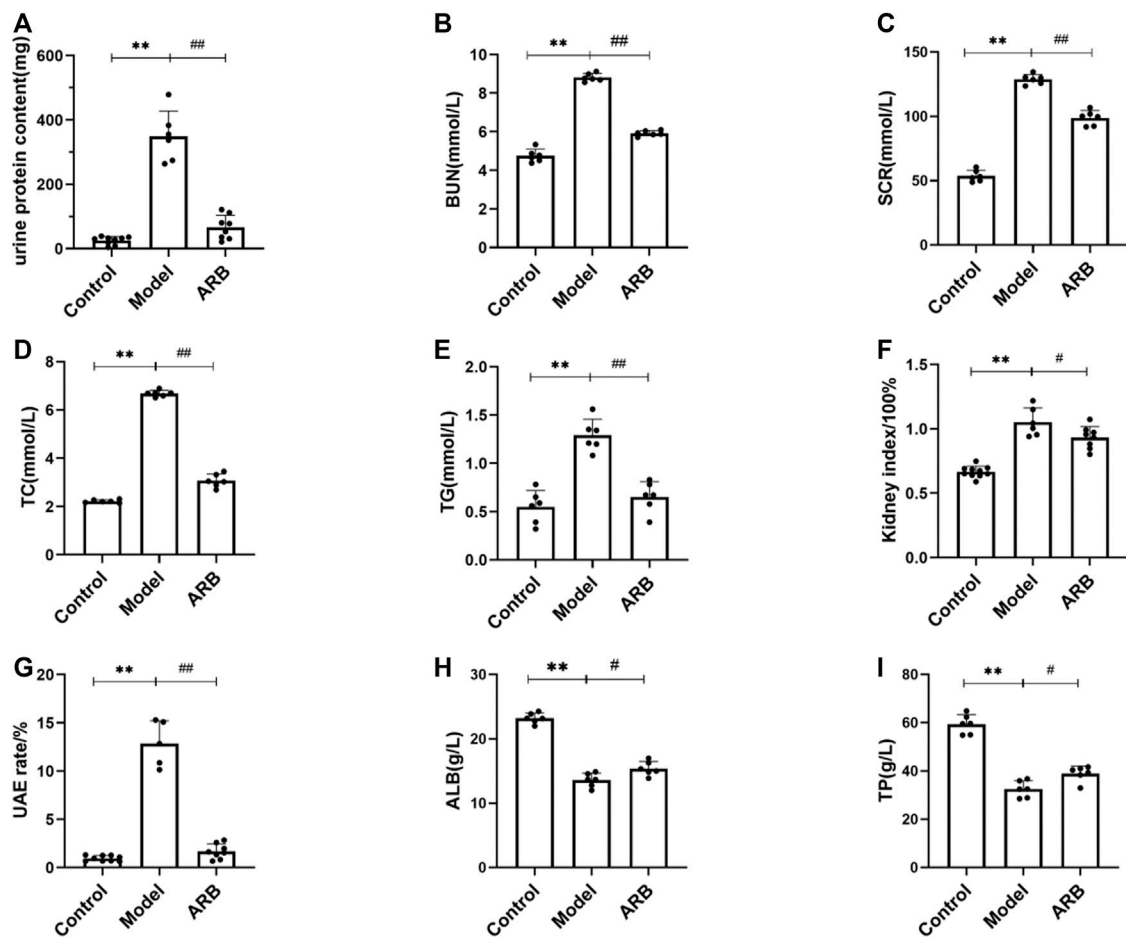 A
** ##
urine protein content(mg)
600
400
200
0
Control Model ARB
B
** ##
BUN(mmol/L)
10
8
6
4
2
0
Control Model ARB
C
** ##
SCR(mmol/L)
150
100
50
0
Control Model ARB
D
** ##
TC(mmol/L)
8
6
4
2
0
Control Model ARB
E
** ##
TG(mmol/L)
2.0
1.5
1.0
0.5
0.0
Control Model ARB
F
** #
Kidney index/100%
1.5
1.0
0.5
0.0
Control Model ARB
G
** ##
UAE rate/%
20
15
10
5
0
Control Model ARB
H
** #
ALB(g/L)
30
20
10
0
Control Model ARB
I
** #
TP(g/L)
80
60
40
20
0
Control Model ARB